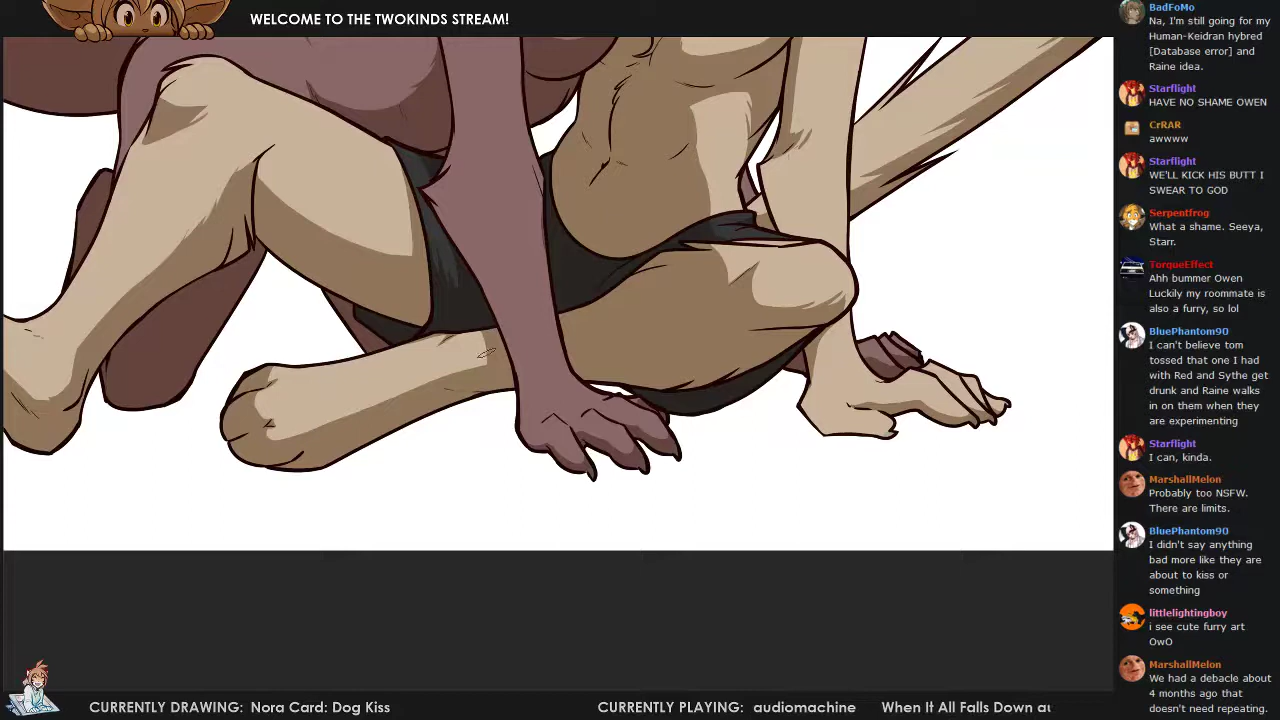 WELCOME TO THE TWOKINDS STREAM!
BadFoMo
Na, I'm still going for my
Human-Keidran hybred
[Database error] and
Raine idea.
Starflight
HAVE NO SHAME OWEN
CrRAR
awwww
Starflight
WE'LL KICK HIS BUTT I
SWEAR TO GOD
Serpentfrog
What a shame. Seeya,
Starr.
TorqueEffect
Ahh bummer Owen
Luckily my roommate is
also a furry, so lol
BluePhantom90
I can't believe tom
tossed that one I had
with Red and Sythe get
drunk and Raine walks
in on them when they
are experimenting
Starflight
I can, kinda.
MarshallMelon
Probably too NSFW.
There are limits.
BluePhantom90
I didn't say anything
bad more like they are
about to kiss or
something
littlelightingboy
i see cute furry art
OwO
MarshallMelon
We had a debacle about
4 months ago that
doesn't need repeating.
CURRENTLY DRAWING: Nora Card: Dog Kiss
CURRENTLY PLAYING: audiomachine When It All Falls Down au